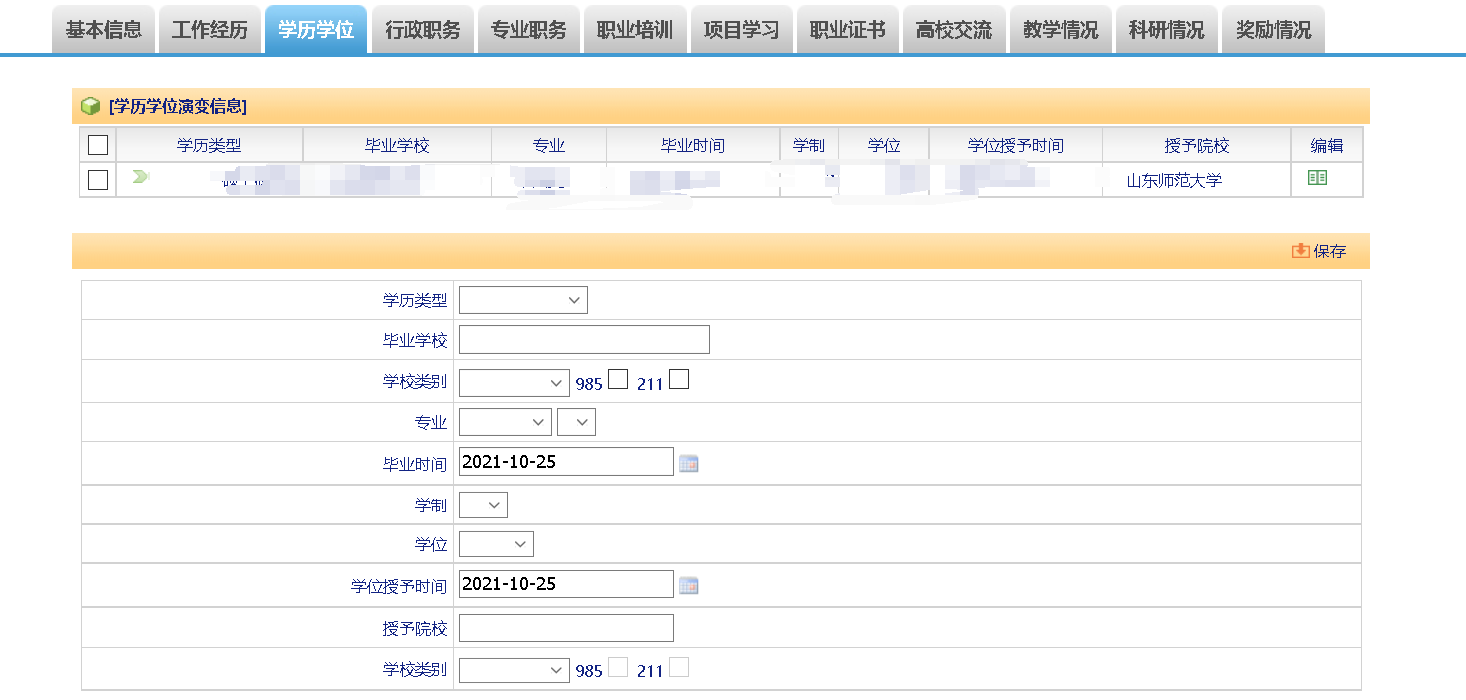 基本信息 工作经历 学历学位 行政职务 专业职务 职业培训 项目学习 职业证书 高校交流 教学情况 科研情况 奖励情况
[学历学位演变信息]
学历类型 毕业学校 专业 毕业时间 学制 学位 学位授予时间 授予院校 编辑
山东师范大学
保存
学历类型
毕业学校
学校类别 985 211
专业
毕业时间 2021-10-25
学制
学位
学位授予时间 2021-10-25
授予院校
学校类别 985 211